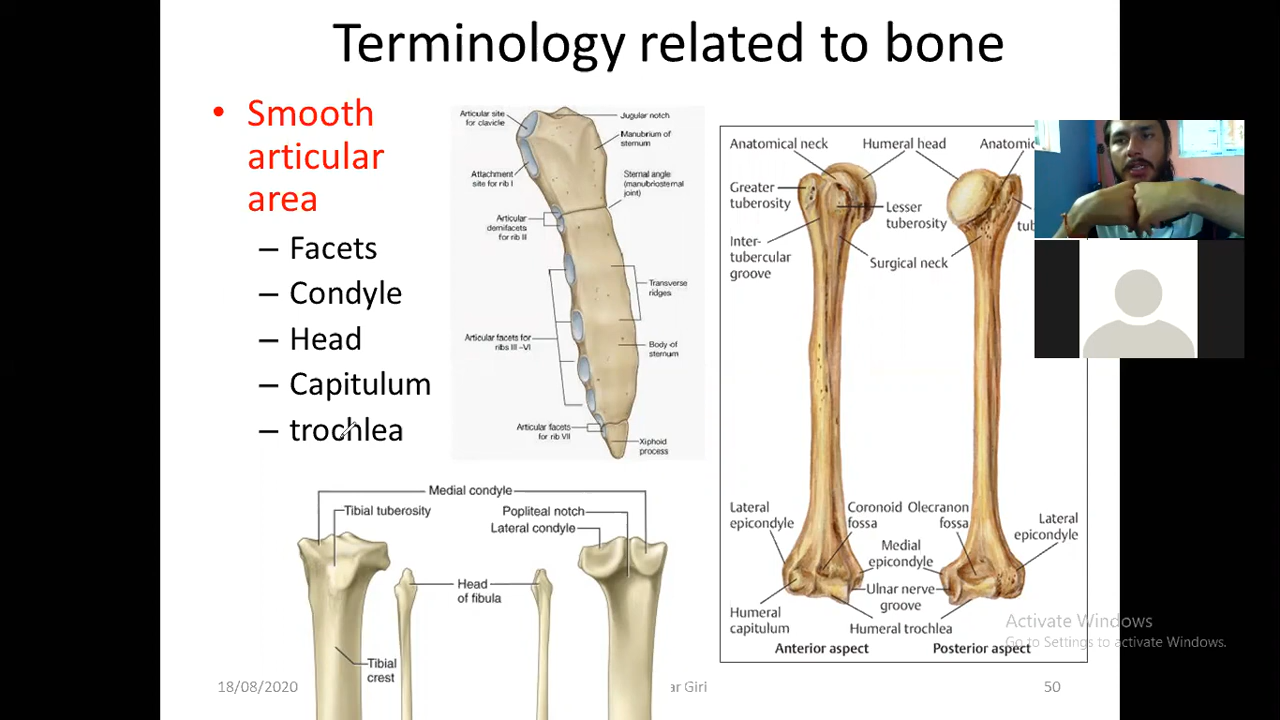 Terminology related to bone
• Smooth
articular
area
– Facets
– Condyle
– Head
– Capitulum
– trochlea
Articular site
for clavicle
Jugular notch
Manubrium of
sternum
Attachment
site for rib I
Sternal angle
(manubriosternal
joint)
Articular
demifacets
for rib II
Transverse
ridges
Articular facets for
ribs III –VI
Body of
sternum
Articular facets
for rib VII
Xiphoid
process
Anatomical neck
Humeral head
Anatomic
Greater
tuberosity
Lesser
tuberosity
tub
Inter-
tubercular
groove
Surgical neck
Lateral
epicondyle
Coronoid
fossa
Olecranon
fossa
Lateral
epicondyle
Medial
epicondyle
Ulnar nerve
groove
Humeral
capitulum
Humeral trochlea
Anterior aspect
Posterior aspect
Medial condyle
Tibial tuberosity
Popliteal notch
Lateral condyle
Head
of fibula
Tibial
crest
Activate Windows
Go to Settings to activate Windows.
18/08/2020
ar Giri
50